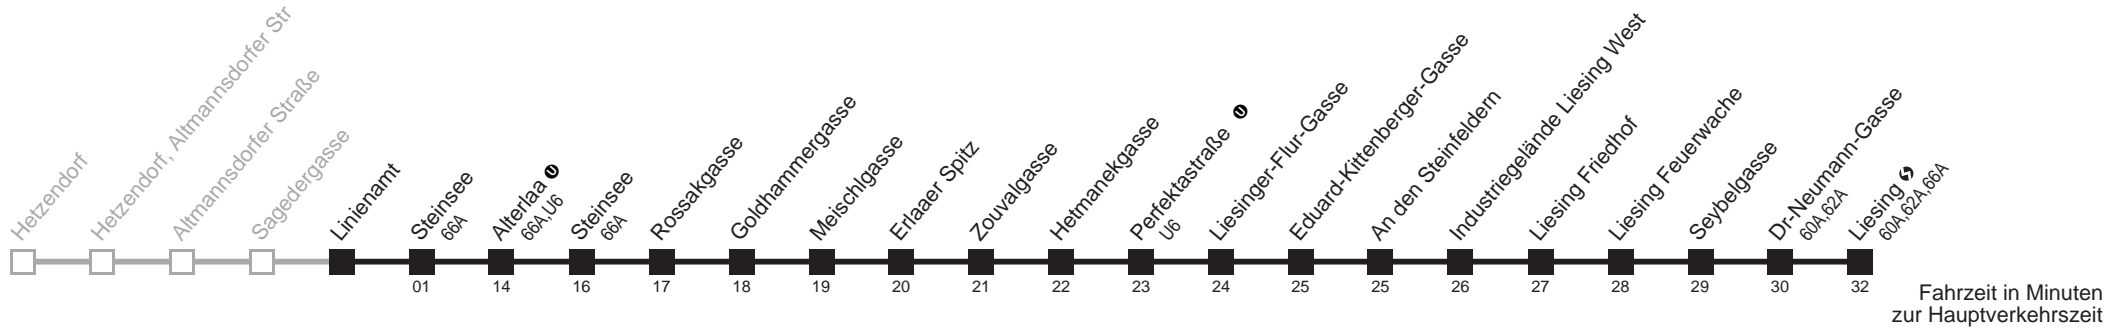 Hetzendorf
Hetzendorf, Altmannsdorfer Str
Altmannsdorfer Straße
Sagedergasse
Linienamt
Steinsee
66A
Alterlaa U
66A,U6
Steinsee
66A
Rossakgasse
Goldhammergasse
Meischlgasse
Erlaaer Spitz
Zouvalgasse
Hetmanekgasse
Perfektastraße U
U6
Liesinger-Flur-Gasse
Eduard-Kittenberger-Gasse
An den Steinfeldern
Industriegelände Liesing West
Liesing Friedhof
Liesing Feuerwache
Seybelgasse
Dr-Neumann-Gasse
60A,62A
Liesing
60A,62A,66A
01 14 16 17 18 19 20 21 22 23 24 25 25 26 27 28 29 30 32
Fahrzeit in Minuten
zur Hauptverkehrszeit